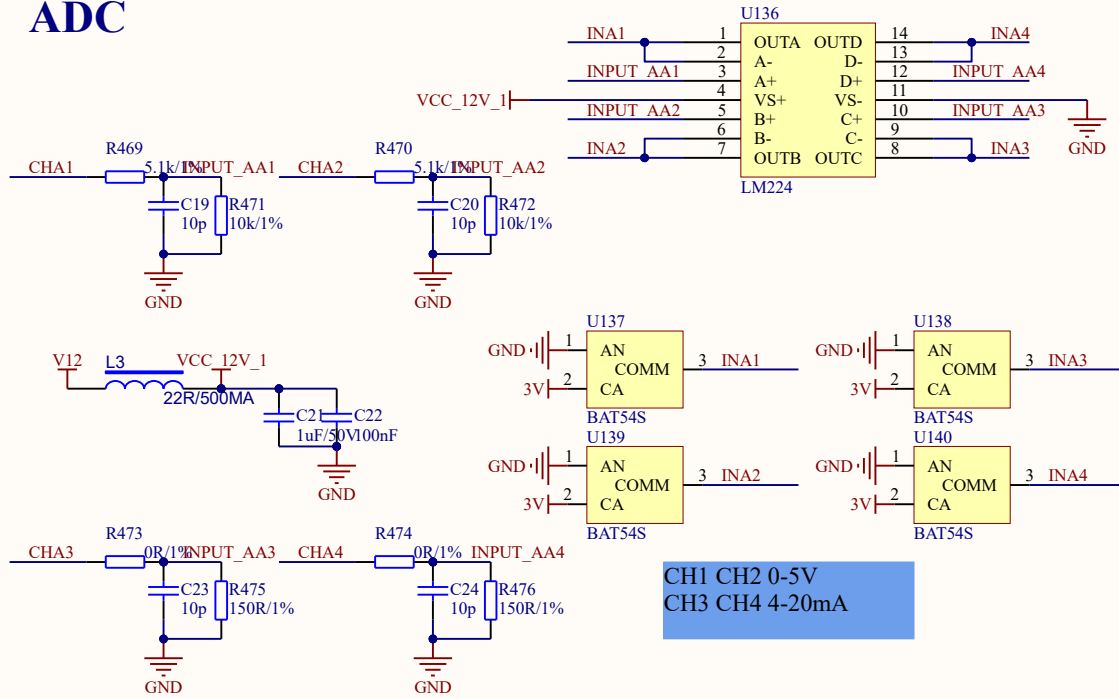 ADC
U136
INA1 1 OUTA OUTD 14 INA4
2 A- D- 13
INPUT_AA1 3 A+ D+ 12 INPUT_AA4
VCC_12V_1 4 VS+ VS- 11
INPUT_AA2 5 B+ C+ 10 INPUT_AA3
6 B- C- 9
INA2 7 OUTB OUTC 8 INA3
GND
LM224
R469 R470
CHA1 5.1k/1% INPUT_AA1 CHA2 5.1k/1% INPUT_AA2
C19 R471 C20 R472
10p 10k/1% 10p 10k/1%
GND GND
V12 L3 VCC_12V_1
22R/500MA
C21 C22
1uF/50V 100nF
GND
U137 U138
GND 1 AN GND 1 AN
COMM 3 INA1 COMM 3 INA3
3V 2 CA 3V 2 CA
BAT54S BAT54S
U139 U140
GND 1 AN GND 1 AN
COMM 3 INA2 COMM 3 INA4
3V 2 CA 3V 2 CA
BAT54S BAT54S
R473 R474
CHA3 0R/1% INPUT_AA3 CHA4 0R/1% INPUT_AA4
C23 R475 C24 R476
10p 150R/1% 10p 150R/1%
GND GND
CH1 CH2 0-5V
CH3 CH4 4-20mA